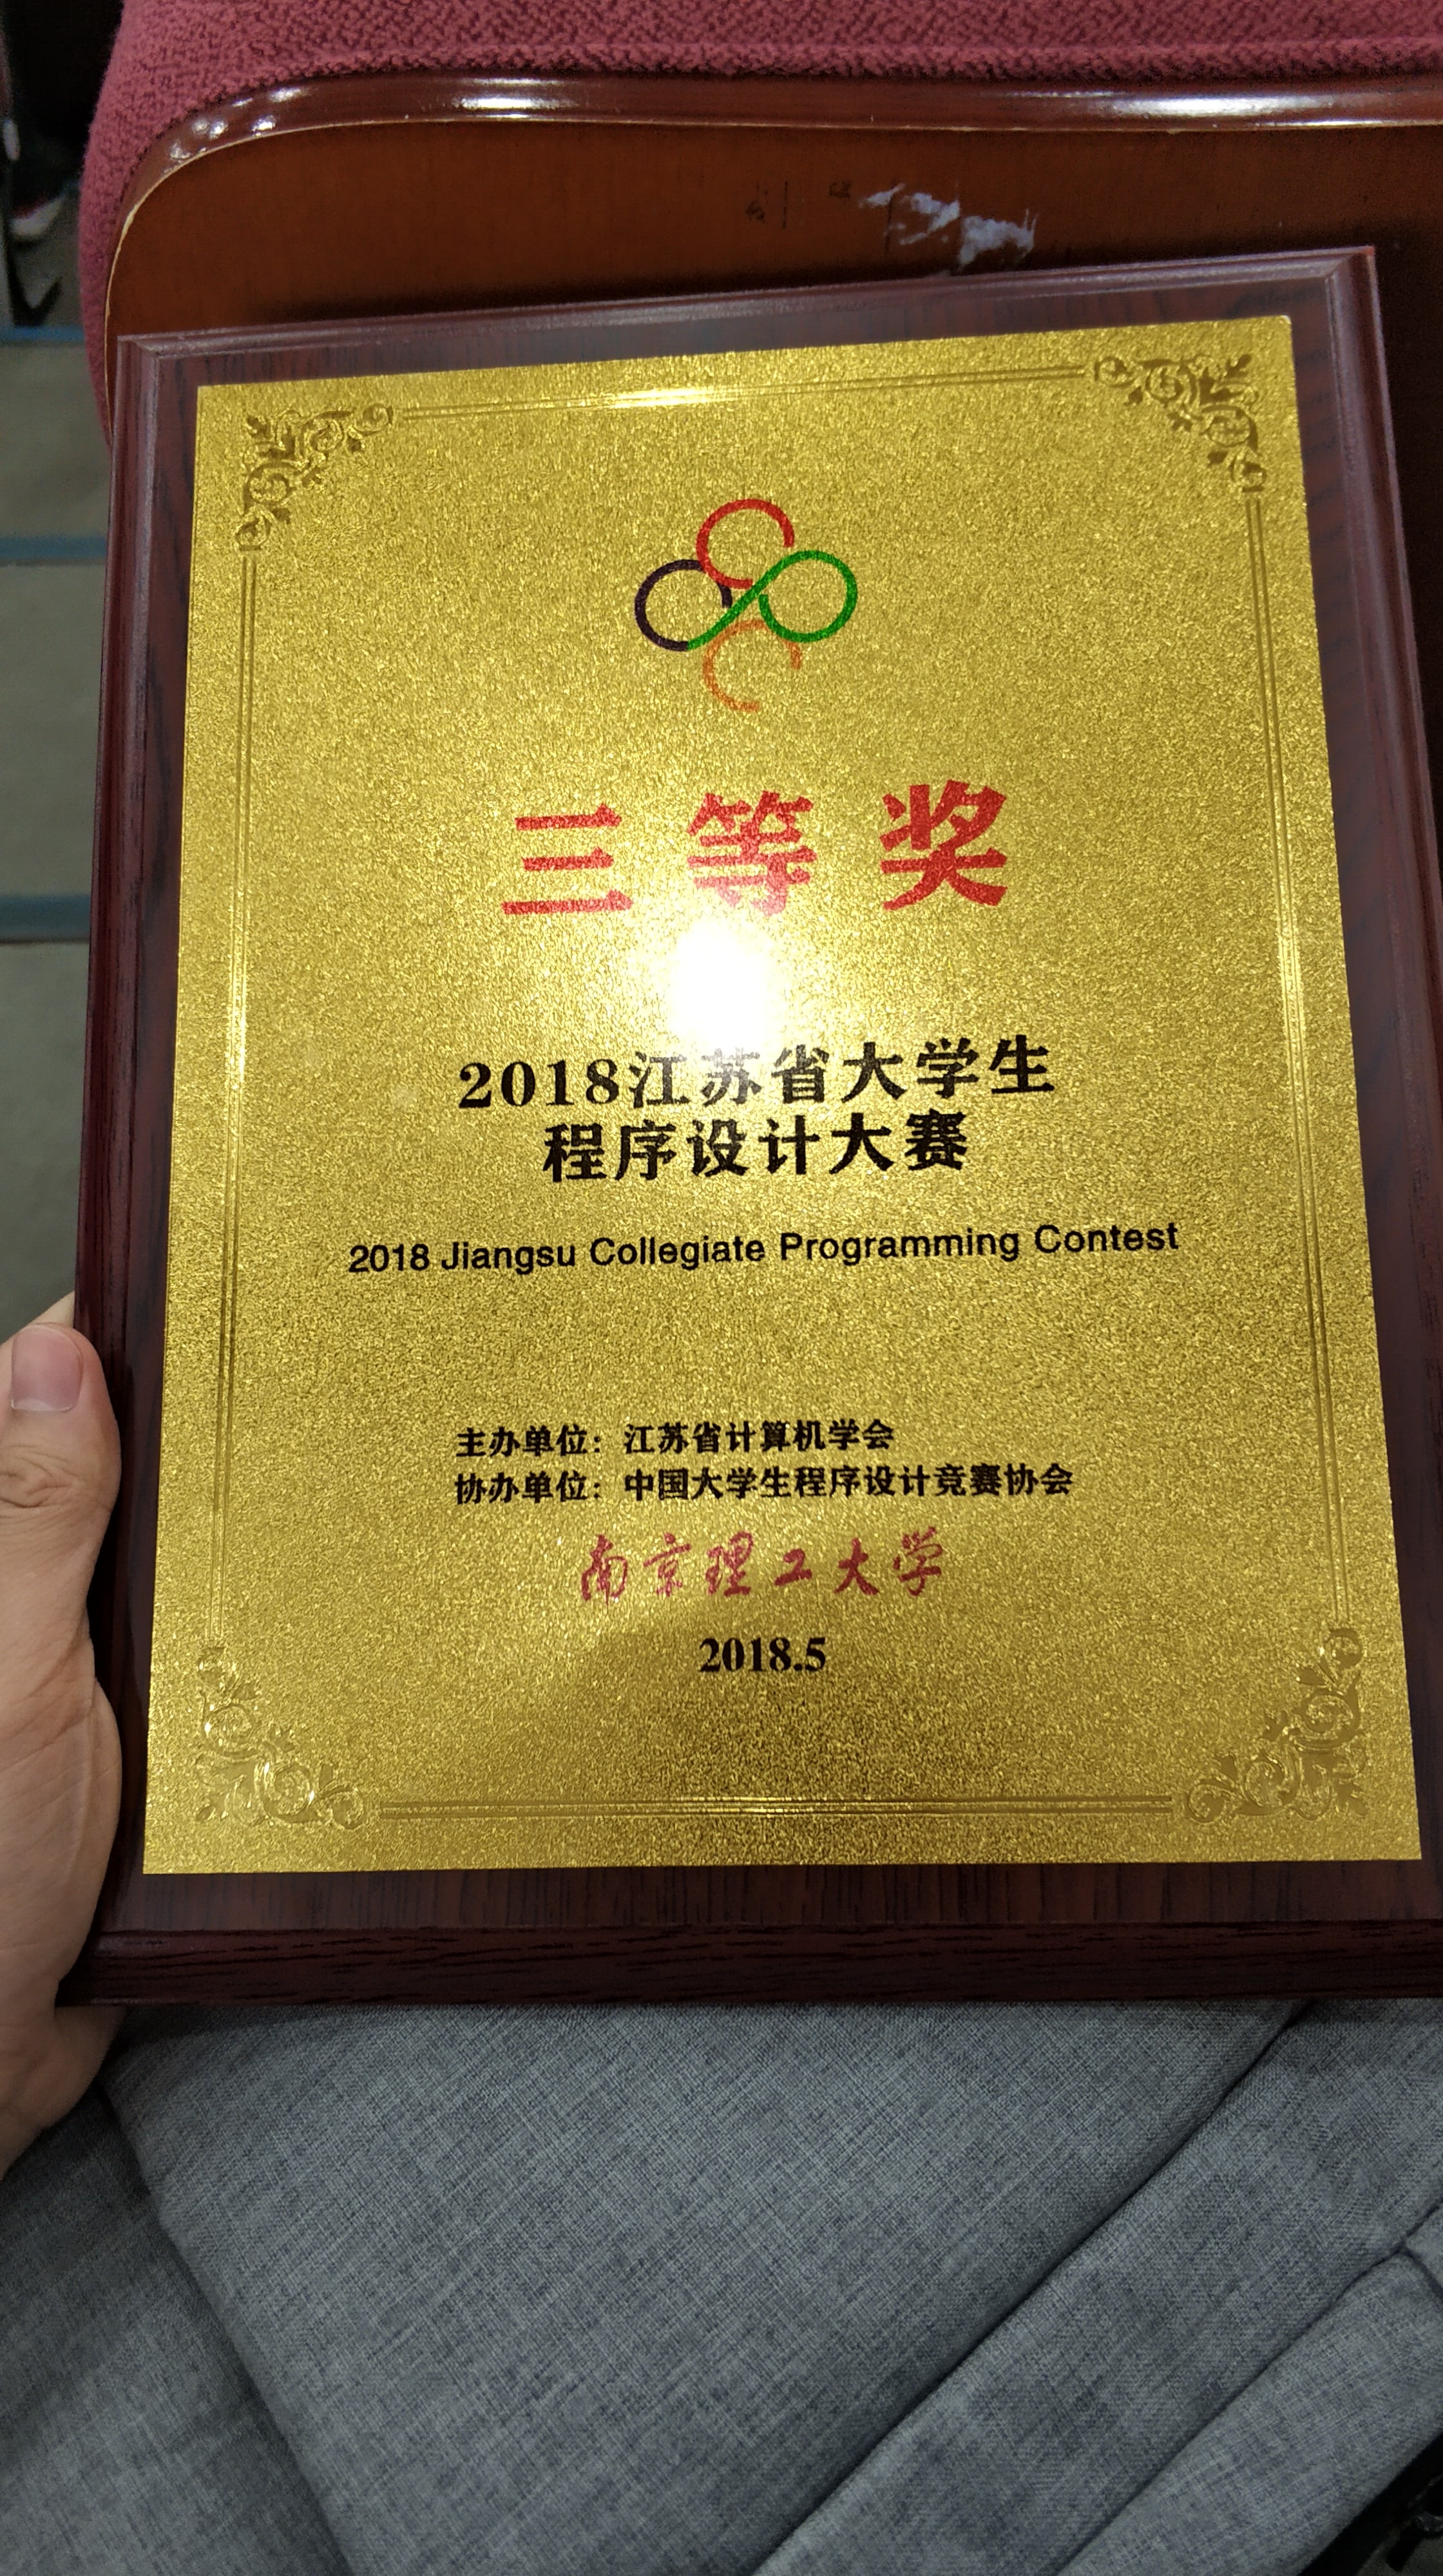 三等奖
2018江苏省大学生
程序设计大赛
2018 Jiangsu Collegiate Programming Contest
主办单位：江苏省计算机学会
协办单位：中国大学生程序设计竞赛协会
南京理工大学
2018.5